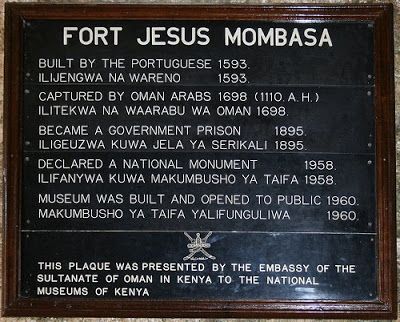 FORT JESUS MOMBASA
BUILT BY THE PORTUGUESE 1593.
ILIJENGWA NA WARENO 1593.
CAPTURED BY OMAN ARABS 1698 (1110. A.H.)
ILITEKWA NA WAARABU WA OMAN 1698.
BECAME A GOVERNMENT PRISON 1895.
ILIGEUZWA KUWA JELA YA SERIKALI 1895.
DECLARED A NATIONAL MONUMENT 1958.
ILIFANYWA KUWA MAKUMBUSHO YA TAIFA 1958.
MUSEUM WAS BUILT AND OPENED TO PUBLIC 1960.
MAKUMBUSHO YA TAIFA YALIFUNGULIWA 1960.
THIS PLAQUE WAS PRESENTED BY THE EMBASSY OF THE
SULTANATE OF OMAN IN KENYA TO THE NATIONAL
MUSEUMS OF KENYA